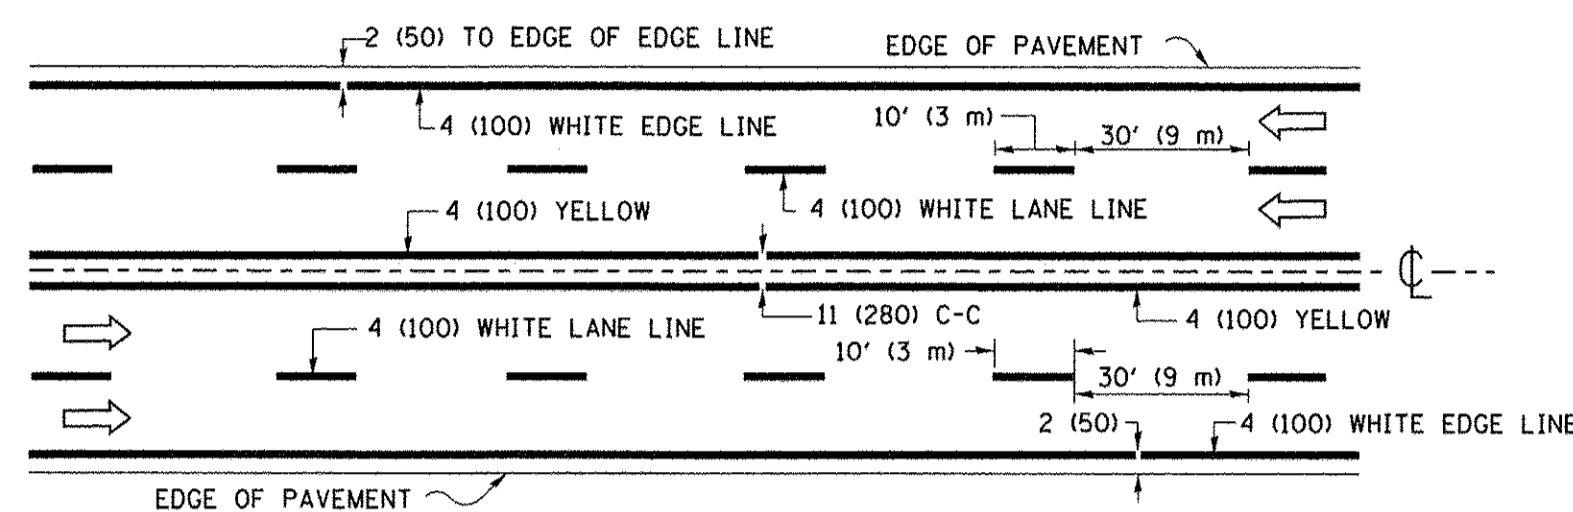 2 (50) TO EDGE OF EDGE LINE
EDGE OF PAVEMENT
4 (100) WHITE EDGE LINE
10' (3 m)
30' (9 m)
4 (100) YELLOW
4 (100) WHITE LANE LINE
CL
11 (280) C-C
4 (100) YELLOW
4 (100) WHITE LANE LINE
10' (3 m)
30' (9 m)
2 (50)
4 (100) WHITE EDGE LINE
EDGE OF PAVEMENT